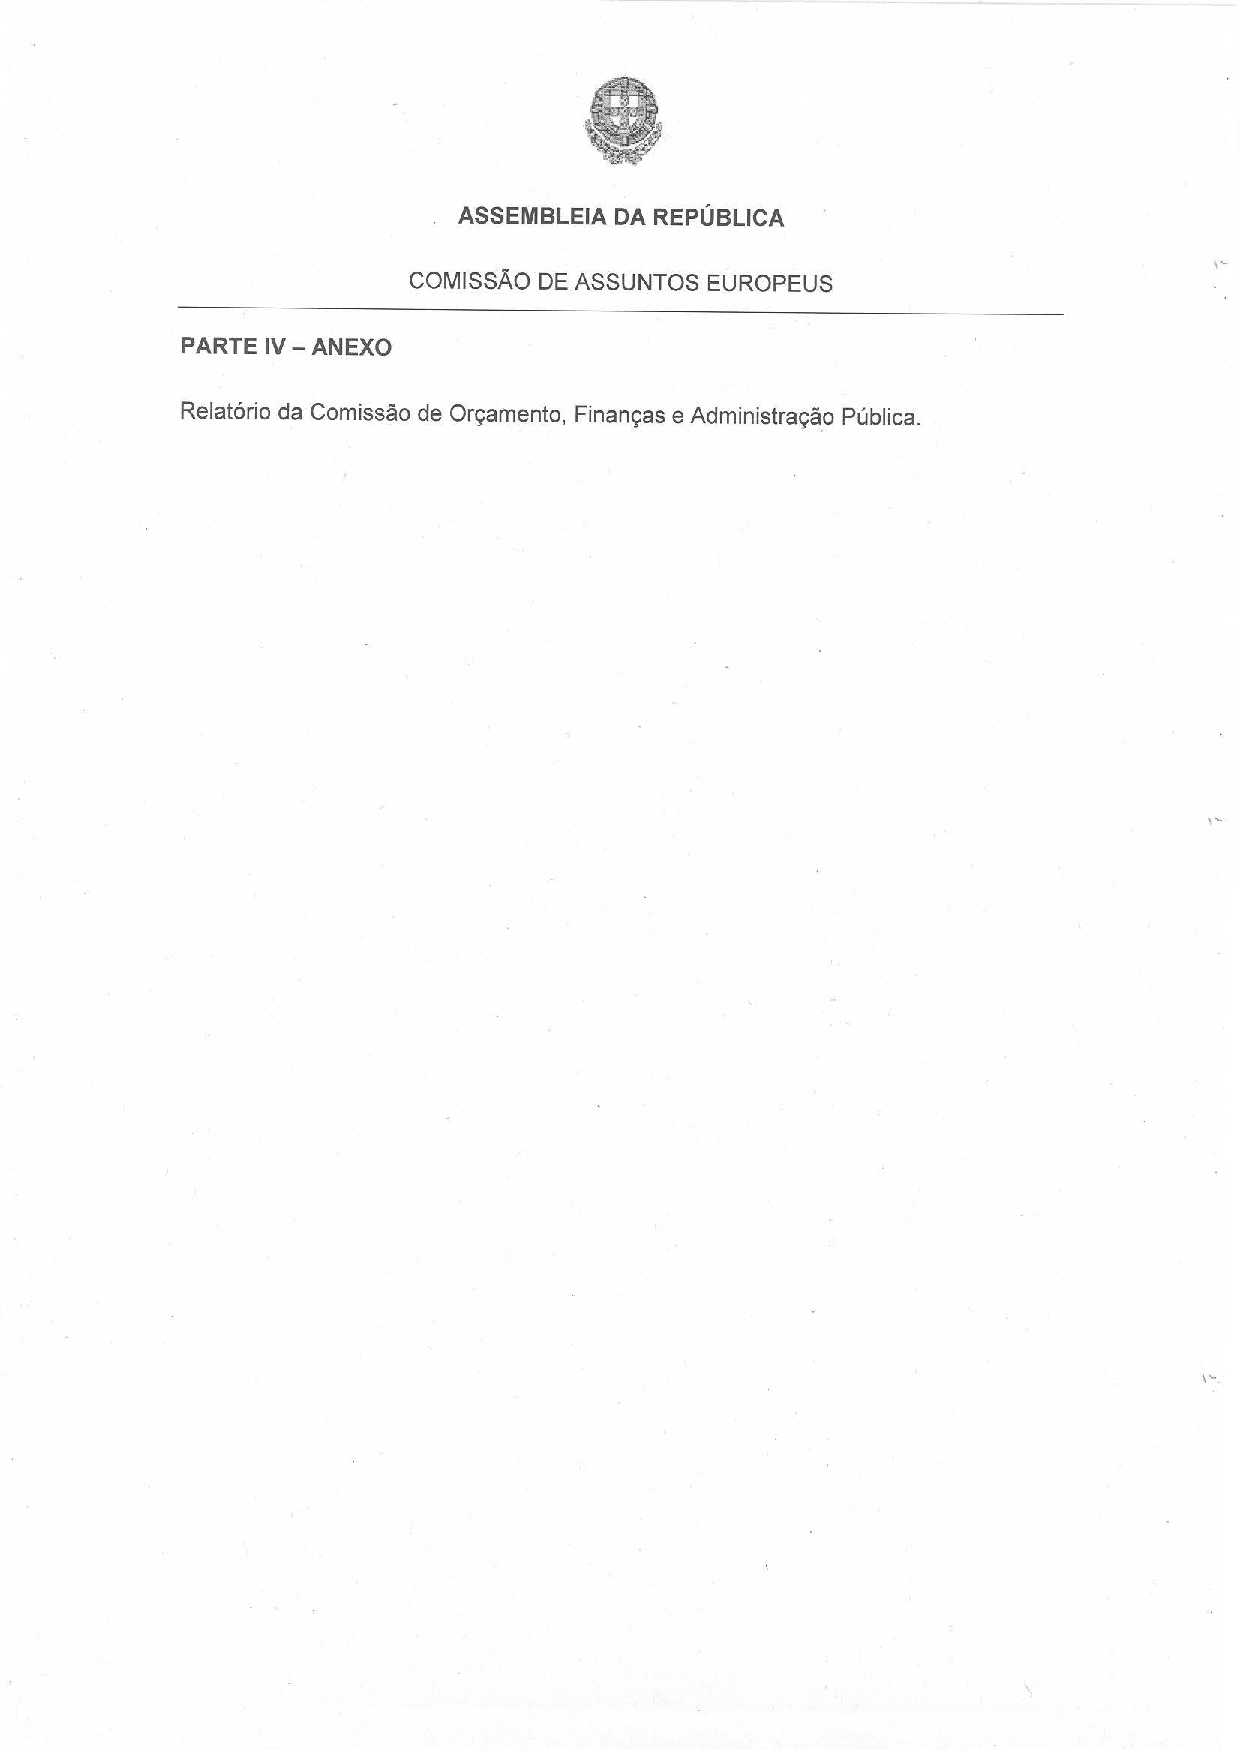 ASSEMBLEIA DA REPÚBLICA
COMISSÃO DE ASSUNTOS EUROPEUS
PARTE IV – ANEXO
Relatório da Comissão de Orçamento, Finanças e Administração Pública.